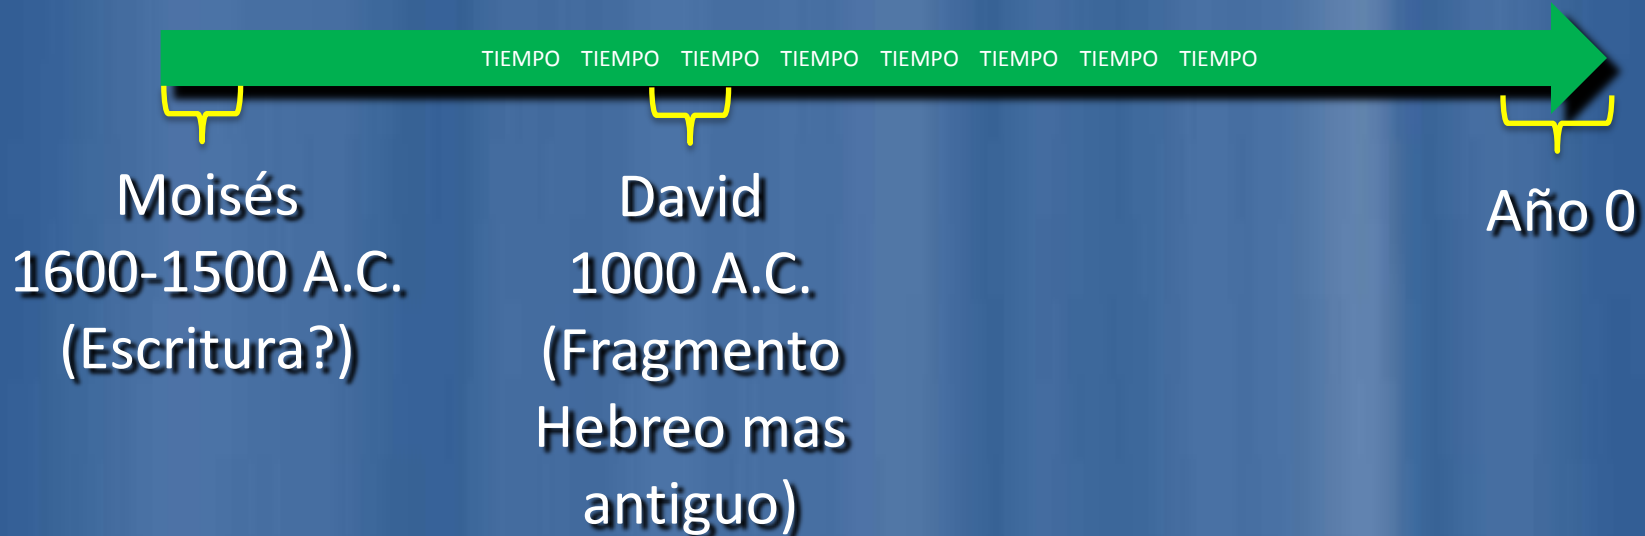 TIEMPO TIEMPO TIEMPO TIEMPO TIEMPO TIEMPO TIEMPO TIEMPO
Moisés
1600-1500 A.C.
(Escritura?)
David
1000 A.C.
(Fragmento
Hebreo mas
antiguo)
Año 0